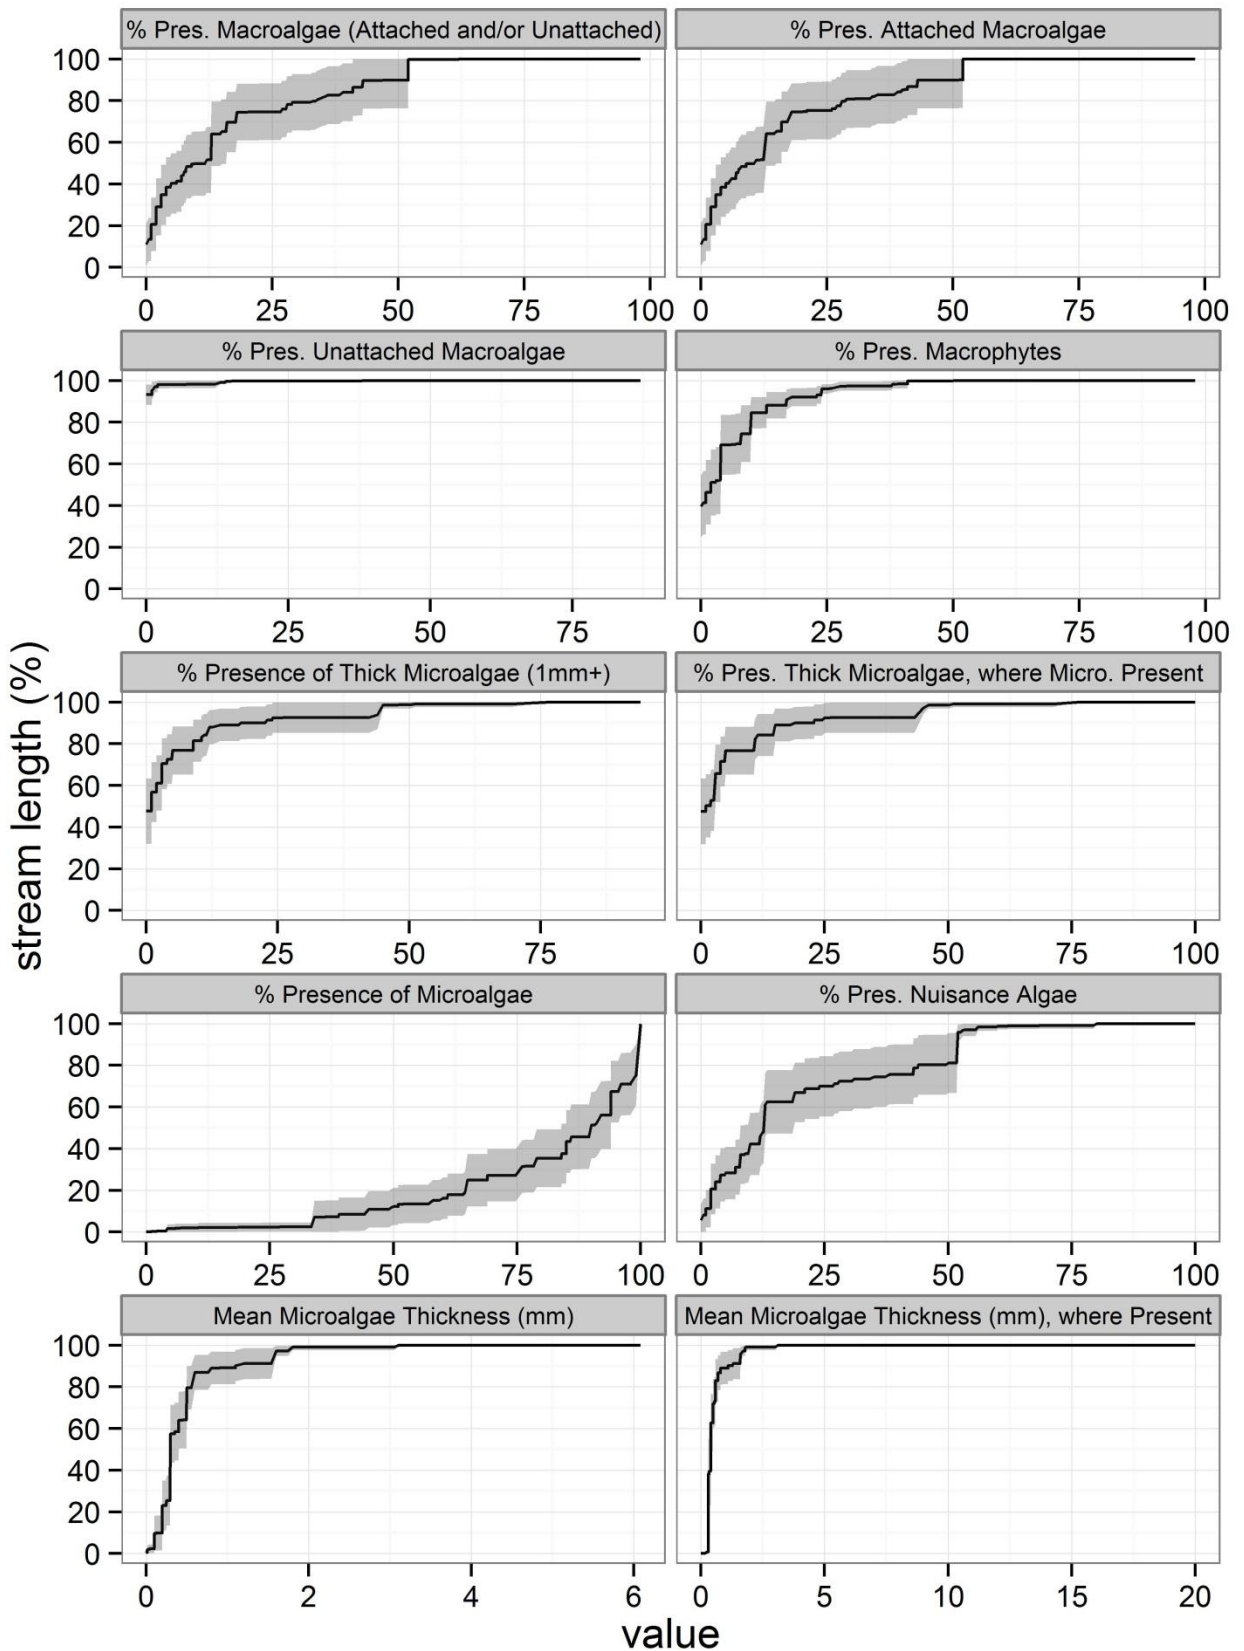 % Pres. Macroalgae (Attached and/or Unattached)
% Pres. Attached Macroalgae
100
80
60
40
20
0
0 25 50 75 100
0 25 50 75 100
% Pres. Unattached Macroalgae
% Pres. Macrophytes
100
80
60
40
20
0
0 25 50 75
0 25 50 75 100
% Presence of Thick Microalgae (1mm+)
% Pres. Thick Microalgae, where Micro. Present
100
80
60
40
20
0
0 25 50 75
0 25 50 75 100
stream length (%)
% Presence of Microalgae
% Pres. Nuisance Algae
100
80
60
40
20
0
0 25 50 75 100
0 25 50 75 100
Mean Microalgae Thickness (mm)
Mean Microalgae Thickness (mm), where Present
100
80
60
40
20
0
0 2 4 6
0 5 10 15 20
value